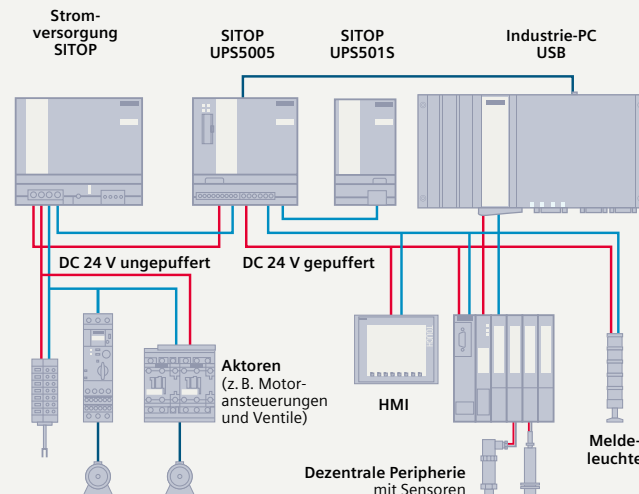 Strom-
versorgung
SITOP
SITOP
UPS5005
SITOP
UPS501S
Industrie-PC
USB
DC 24 V ungepuffert
DC 24 V gepuffert
Aktoren
(z. B. Motor-
ansteuerungen
und Ventile)
HMI
Melde-
leuchte
Dezentrale Peripherie
mit Sensoren